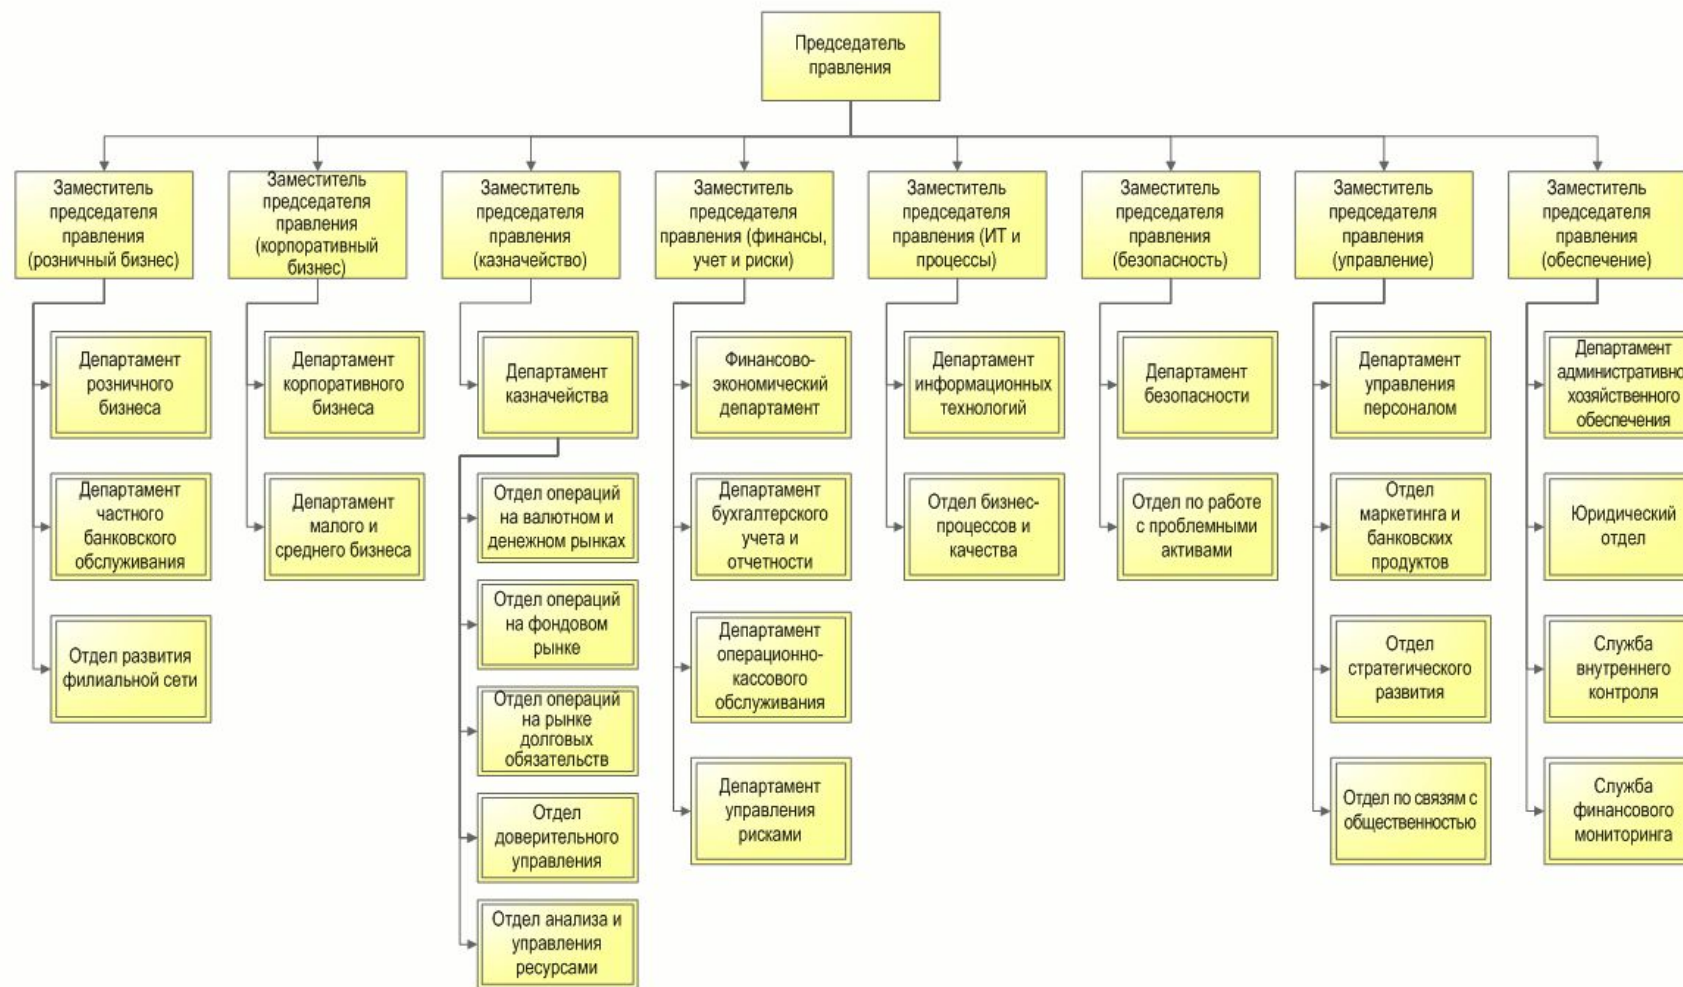 Председатель
правления
Заместитель
председателя
правления
(розничный бизнес)
Заместитель
председателя
правления
(корпоративный
бизнес)
Заместитель
председателя
правления
(казначейство)
Заместитель
председателя
правления (финансы,
учет и риски)
Заместитель
председателя
правления (ИТ и
процессы)
Заместитель
председателя
правления
(безопасность)
Заместитель
председателя
правления
(управление)
Заместитель
председателя
правления
(обеспечение)
Департамент
розничного
бизнеса
Департамент
частного
банковского
обслуживания
Отдел развития
филиальной сети
Департамент
корпоративного
бизнеса
Департамент
малого и
среднего бизнеса
Департамент
казначейства
Отдел операций
на валютном и
денежном рынках
Отдел операций
на фондовом
рынке
Отдел операций
на рынке
долговых
обязательств
Отдел
доверительного
управления
Отдел анализа и
управления
ресурсами
Финансово-
экономический
департамент
Департамент
бухгалтерского
учета и
отчетности
Департамент
операционно-
кассового
обслуживания
Департамент
управления
рисками
Департамент
информационных
технологий
Отдел бизнес-
процессов и
качества
Департамент
безопасности
Отдел по работе
с проблемными
активами
Департамент
управления
персоналом
Отдел
маркетинга и
банковских
продуктов
Отдел
стратегического
развития
Отдел по связям с
общественностью
Департамент
административно
хозяйственного
обеспечения
Юридический
отдел
Служба
внутреннего
контроля
Служба
финансового
мониторинга